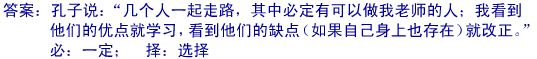 答案：孔子说：“几个人一起走路，其中必定有可以做我老师的人；我看到
他们的优点就学习，看到他们的缺点（如果自己身上也存在）就改正。”
必：一定；　择：选择